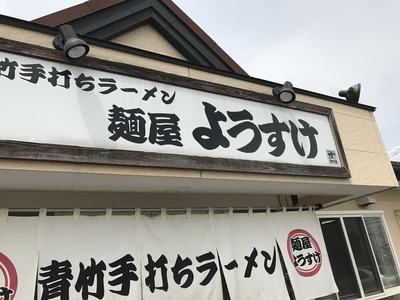 竹手打ちラーメン
麺屋 ようすけ
青竹手打ちラーメン
麺屋
ようすけ